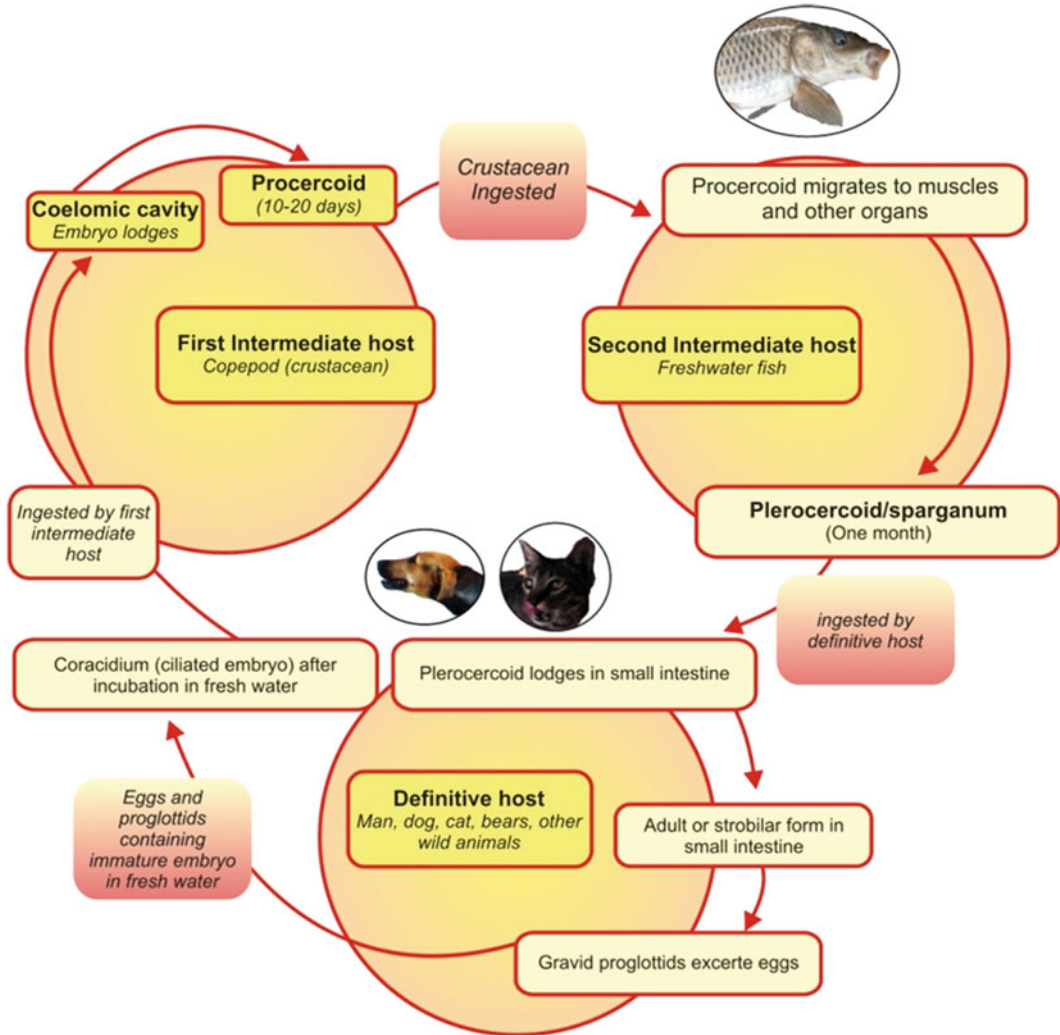 Procercoid
(10-20 days)
Coelomic cavity
Embryo lodges
First Intermediate host
Copepod (crustacean)
Crustacean
Ingested
Procercoid migrates to muscles
and other organs
Second Intermediate host
Freshwater fish
Plerocercoid/sparganum
(One month)
ingested by
definitive host
Plerocercoid lodges in small intestine
Definitive host
Man, dog, cat, bears, other
wild animals
Adult or strobilar form in
small intestine
Gravid proglottids excerte eggs
Eggs and
proglottids
containing
immature embryo
in fresh water
Coracidium (ciliated embryo) after
incubation in fresh water
Ingested by first
intermediate
host